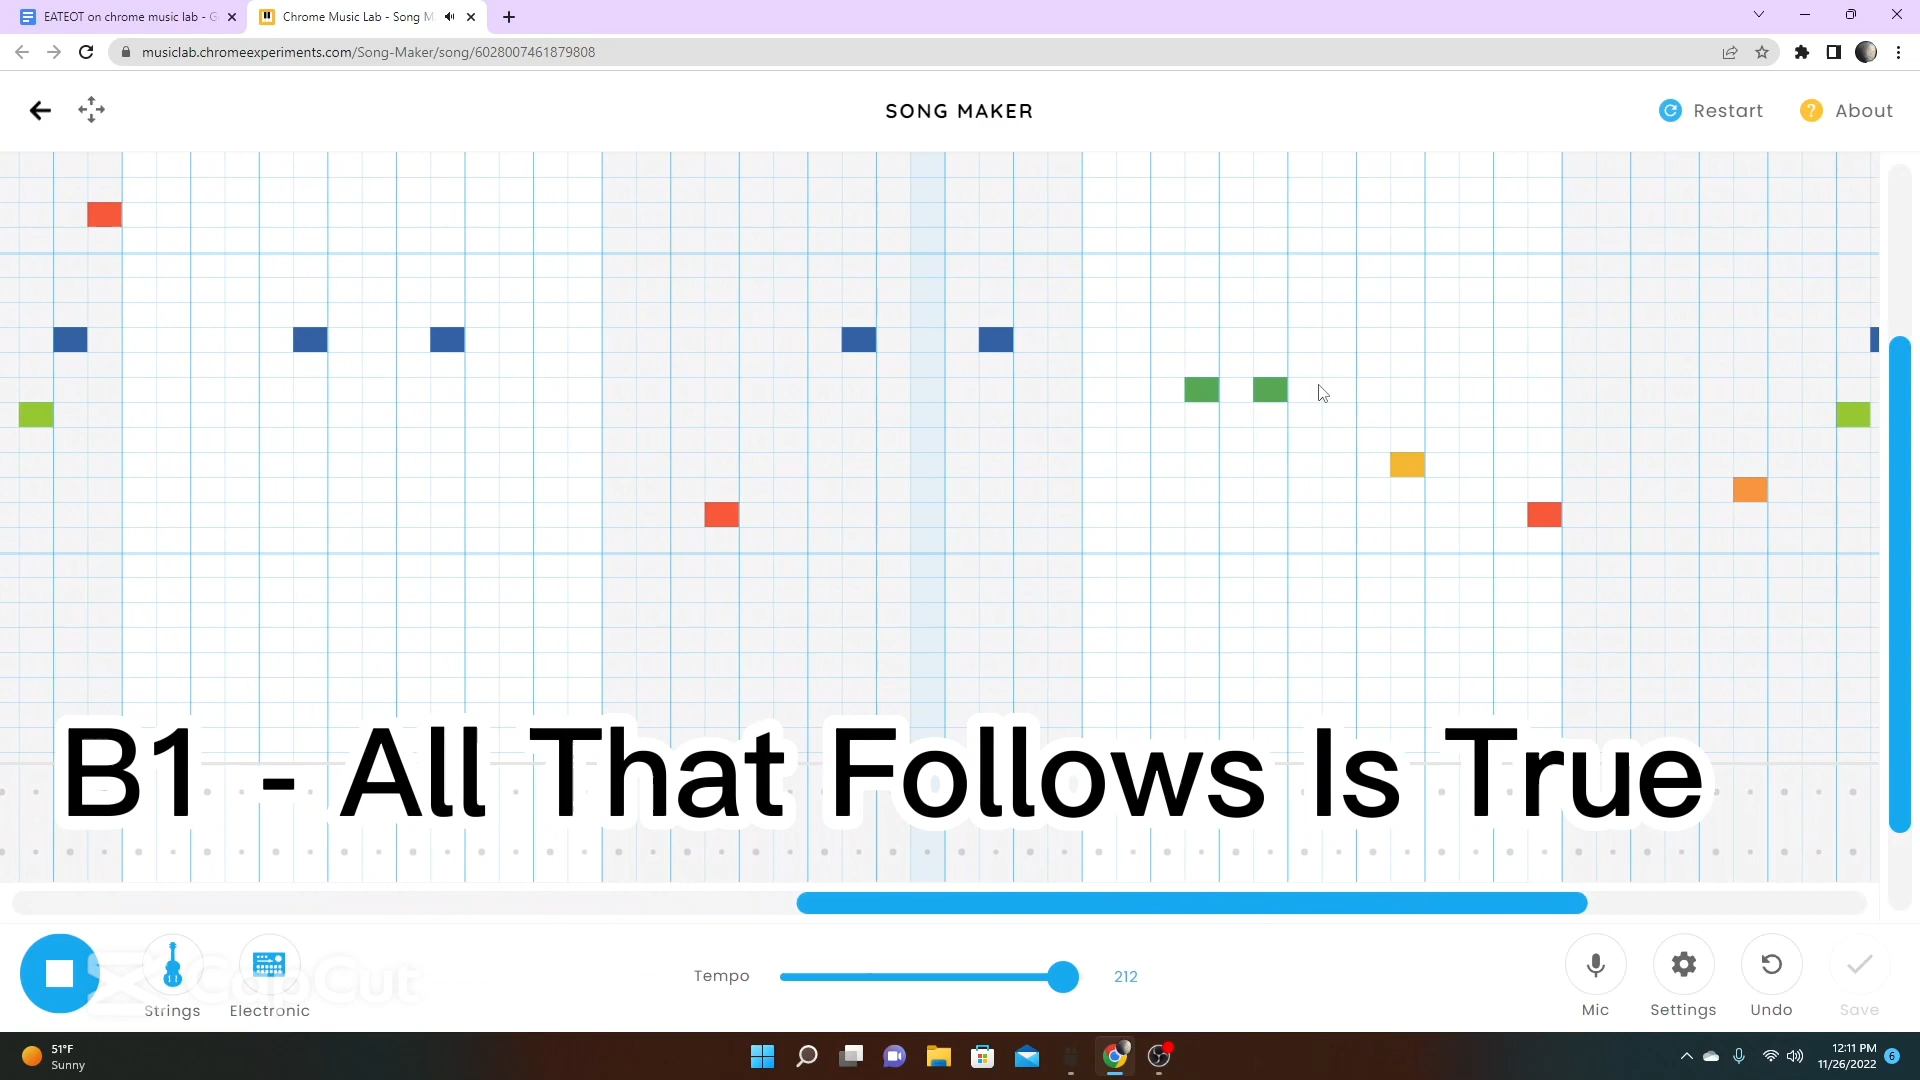 EATEOT on chrome music lab - G
Chrome Music Lab - Song M
musiclab.chromeexperiments.com/Song-Maker/song/6028007461879808
SONG MAKER
Restart
? About
B1 - All That Follows Is True
CapCut
Strings
Electronic
Tempo
212
Mic
Settings
Undo
Save
51°F
Sunny
12:11 PM
11/26/2022
6